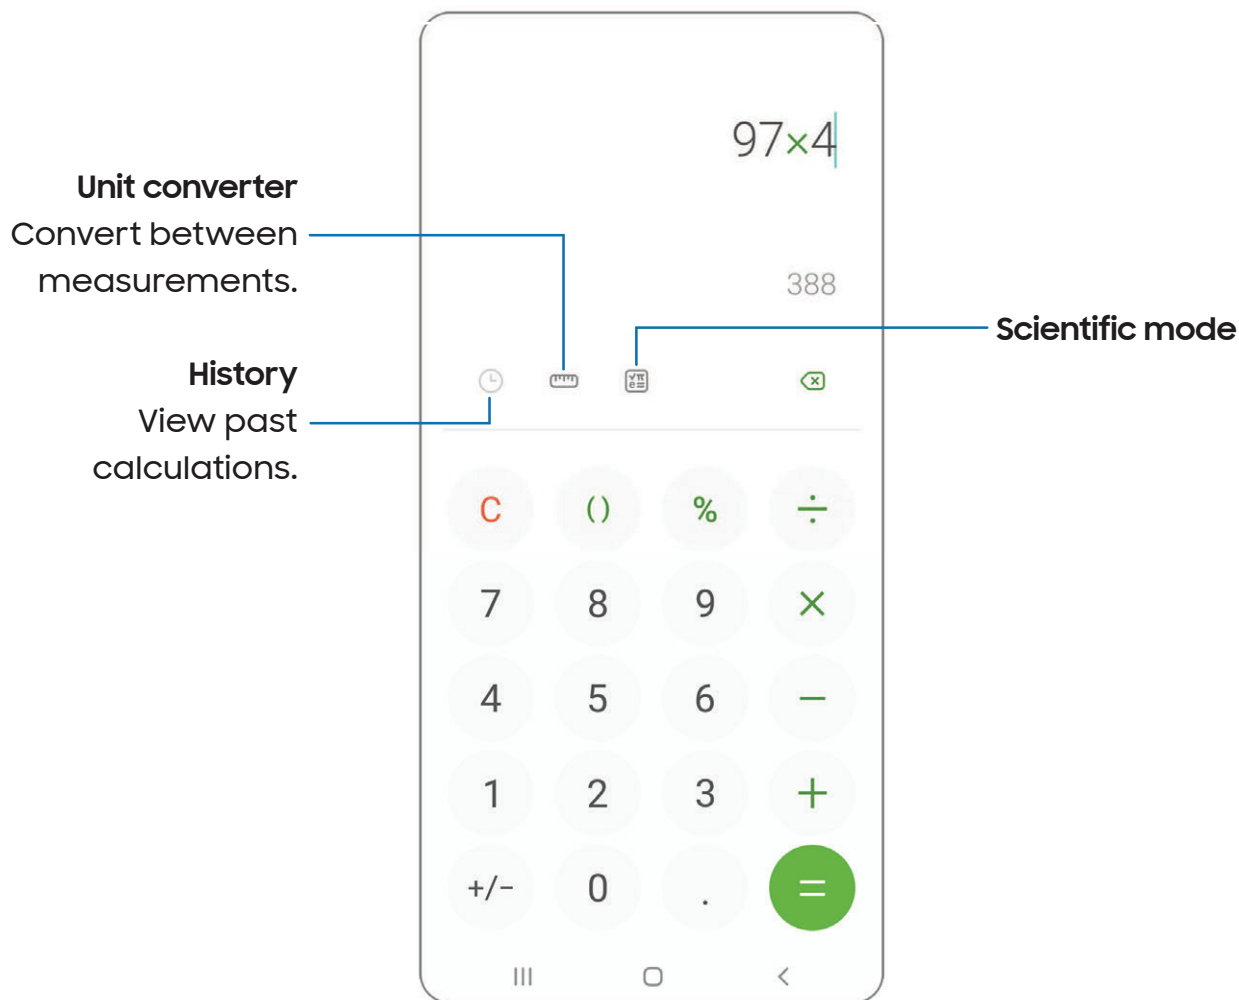 97×4
Unit converter
Convert between
measurements.
388
Scientific mode
History
View past
calculations.
√π
e=
C () % ÷
7 8 9 ×
4 5 6 −
1 2 3 +
+/− 0 . =